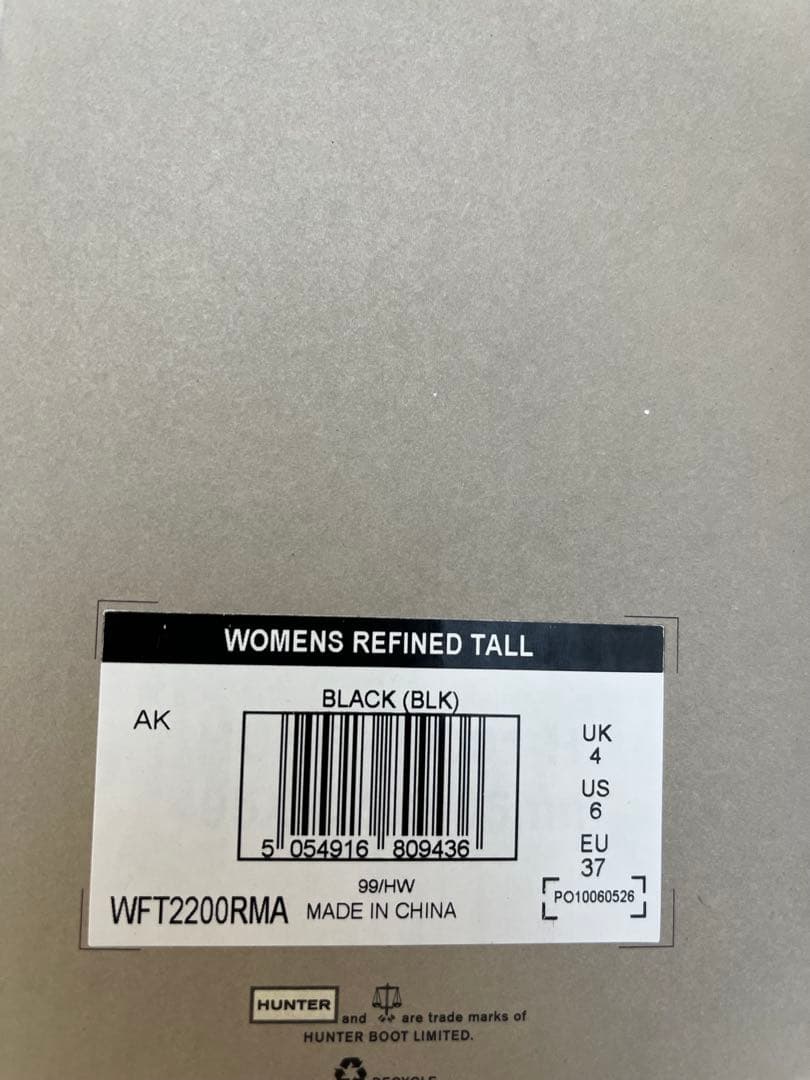 WOMENS REFINED TALL
BLACK (BLK)
AK
UK
4
US
6
EU
37
5 054916 809436
99/HW
PO10060526
WFT2200RMA MADE IN CHINA
HUNTER and are trade marks of
HUNTER BOOT LIMITED.
RECYCLE